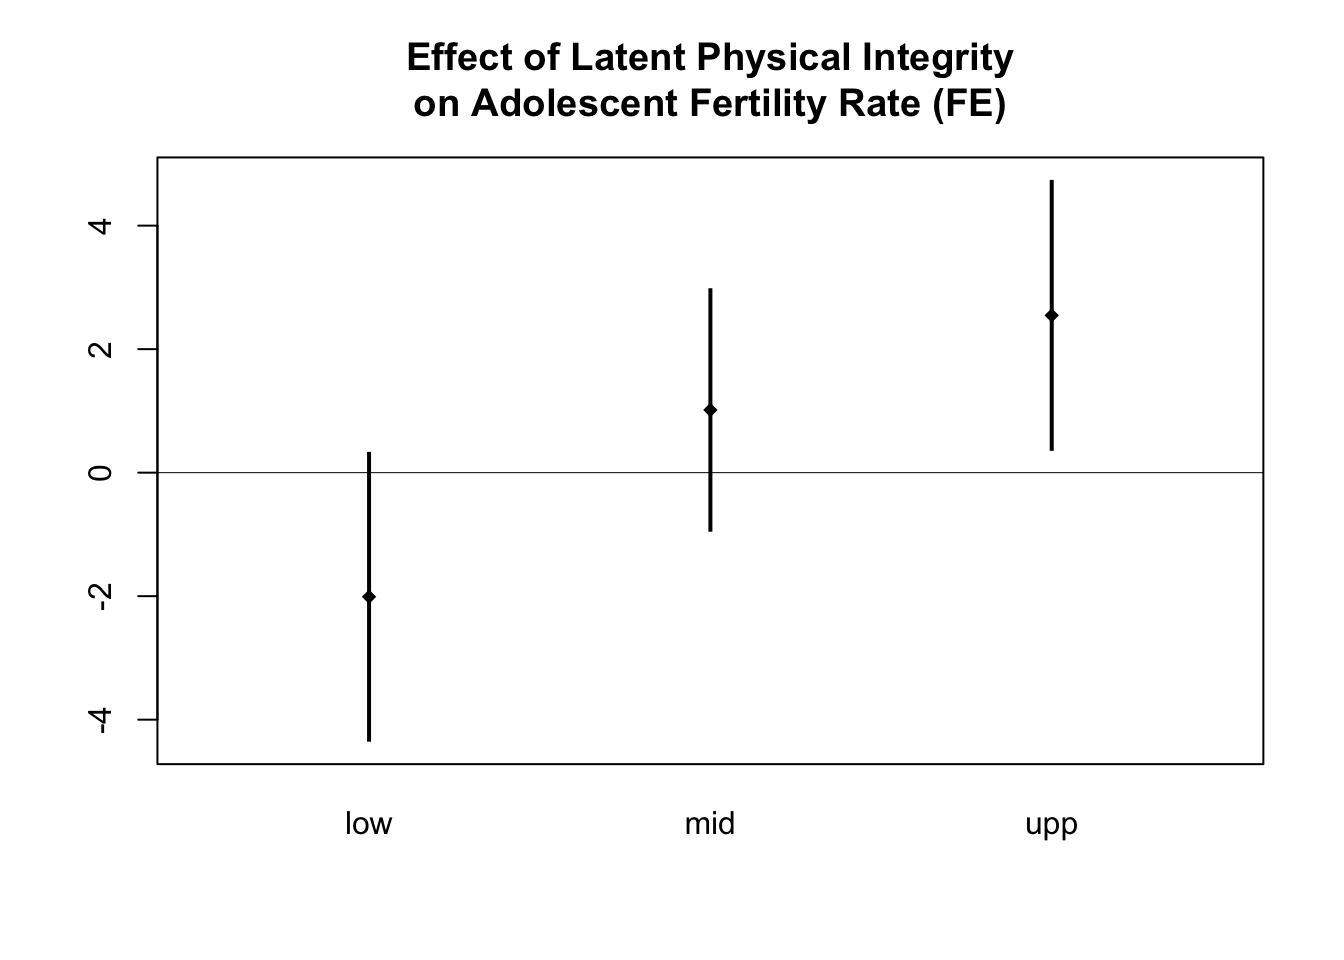 Effect of Latent Physical Integrity
on Adolescent Fertility Rate (FE)
4
2
0
-2
-4
low mid upp